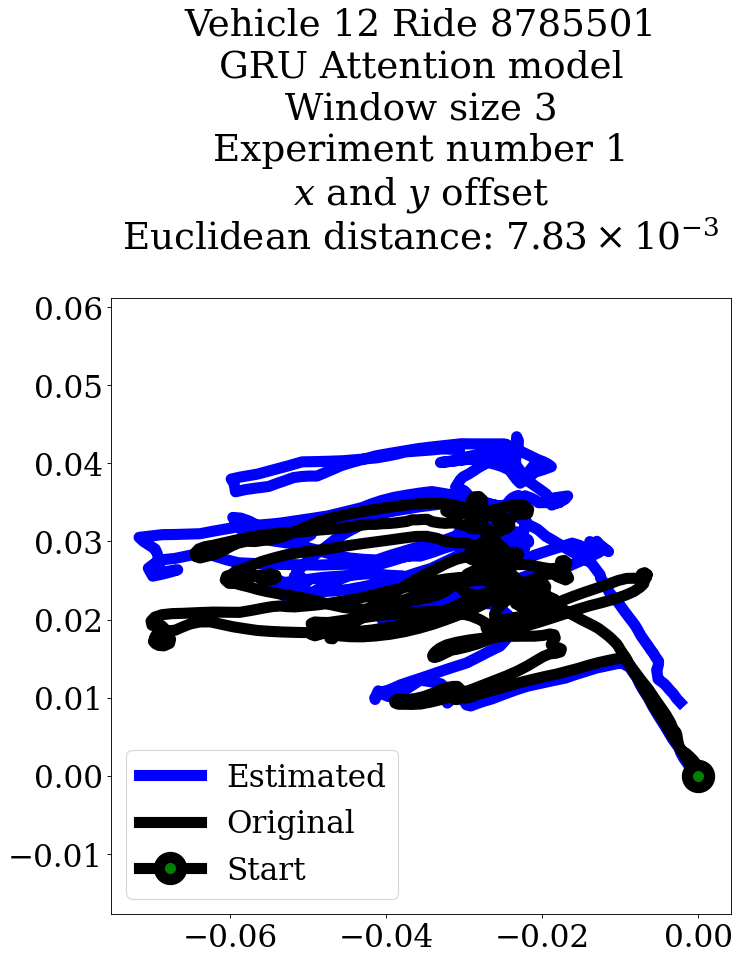 Vehicle 12 Ride 8785501
GRU Attention model
Window size 3
Experiment number 1
x and y offset
Euclidean distance: 7.83 × 10⁻³
0.06
0.05
0.04
0.03
0.02
0.01
0.00
−0.01
Estimated
Original
Start
−0.06 −0.04 −0.02 0.00